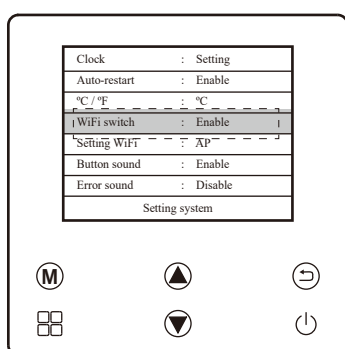 Clock : Setting
Auto-restart : Enable
ºC / ºF : ºC
WiFi switch : Enable
Setting WiFi : AP
Button sound : Enable
Error sound : Disable
Setting system
M